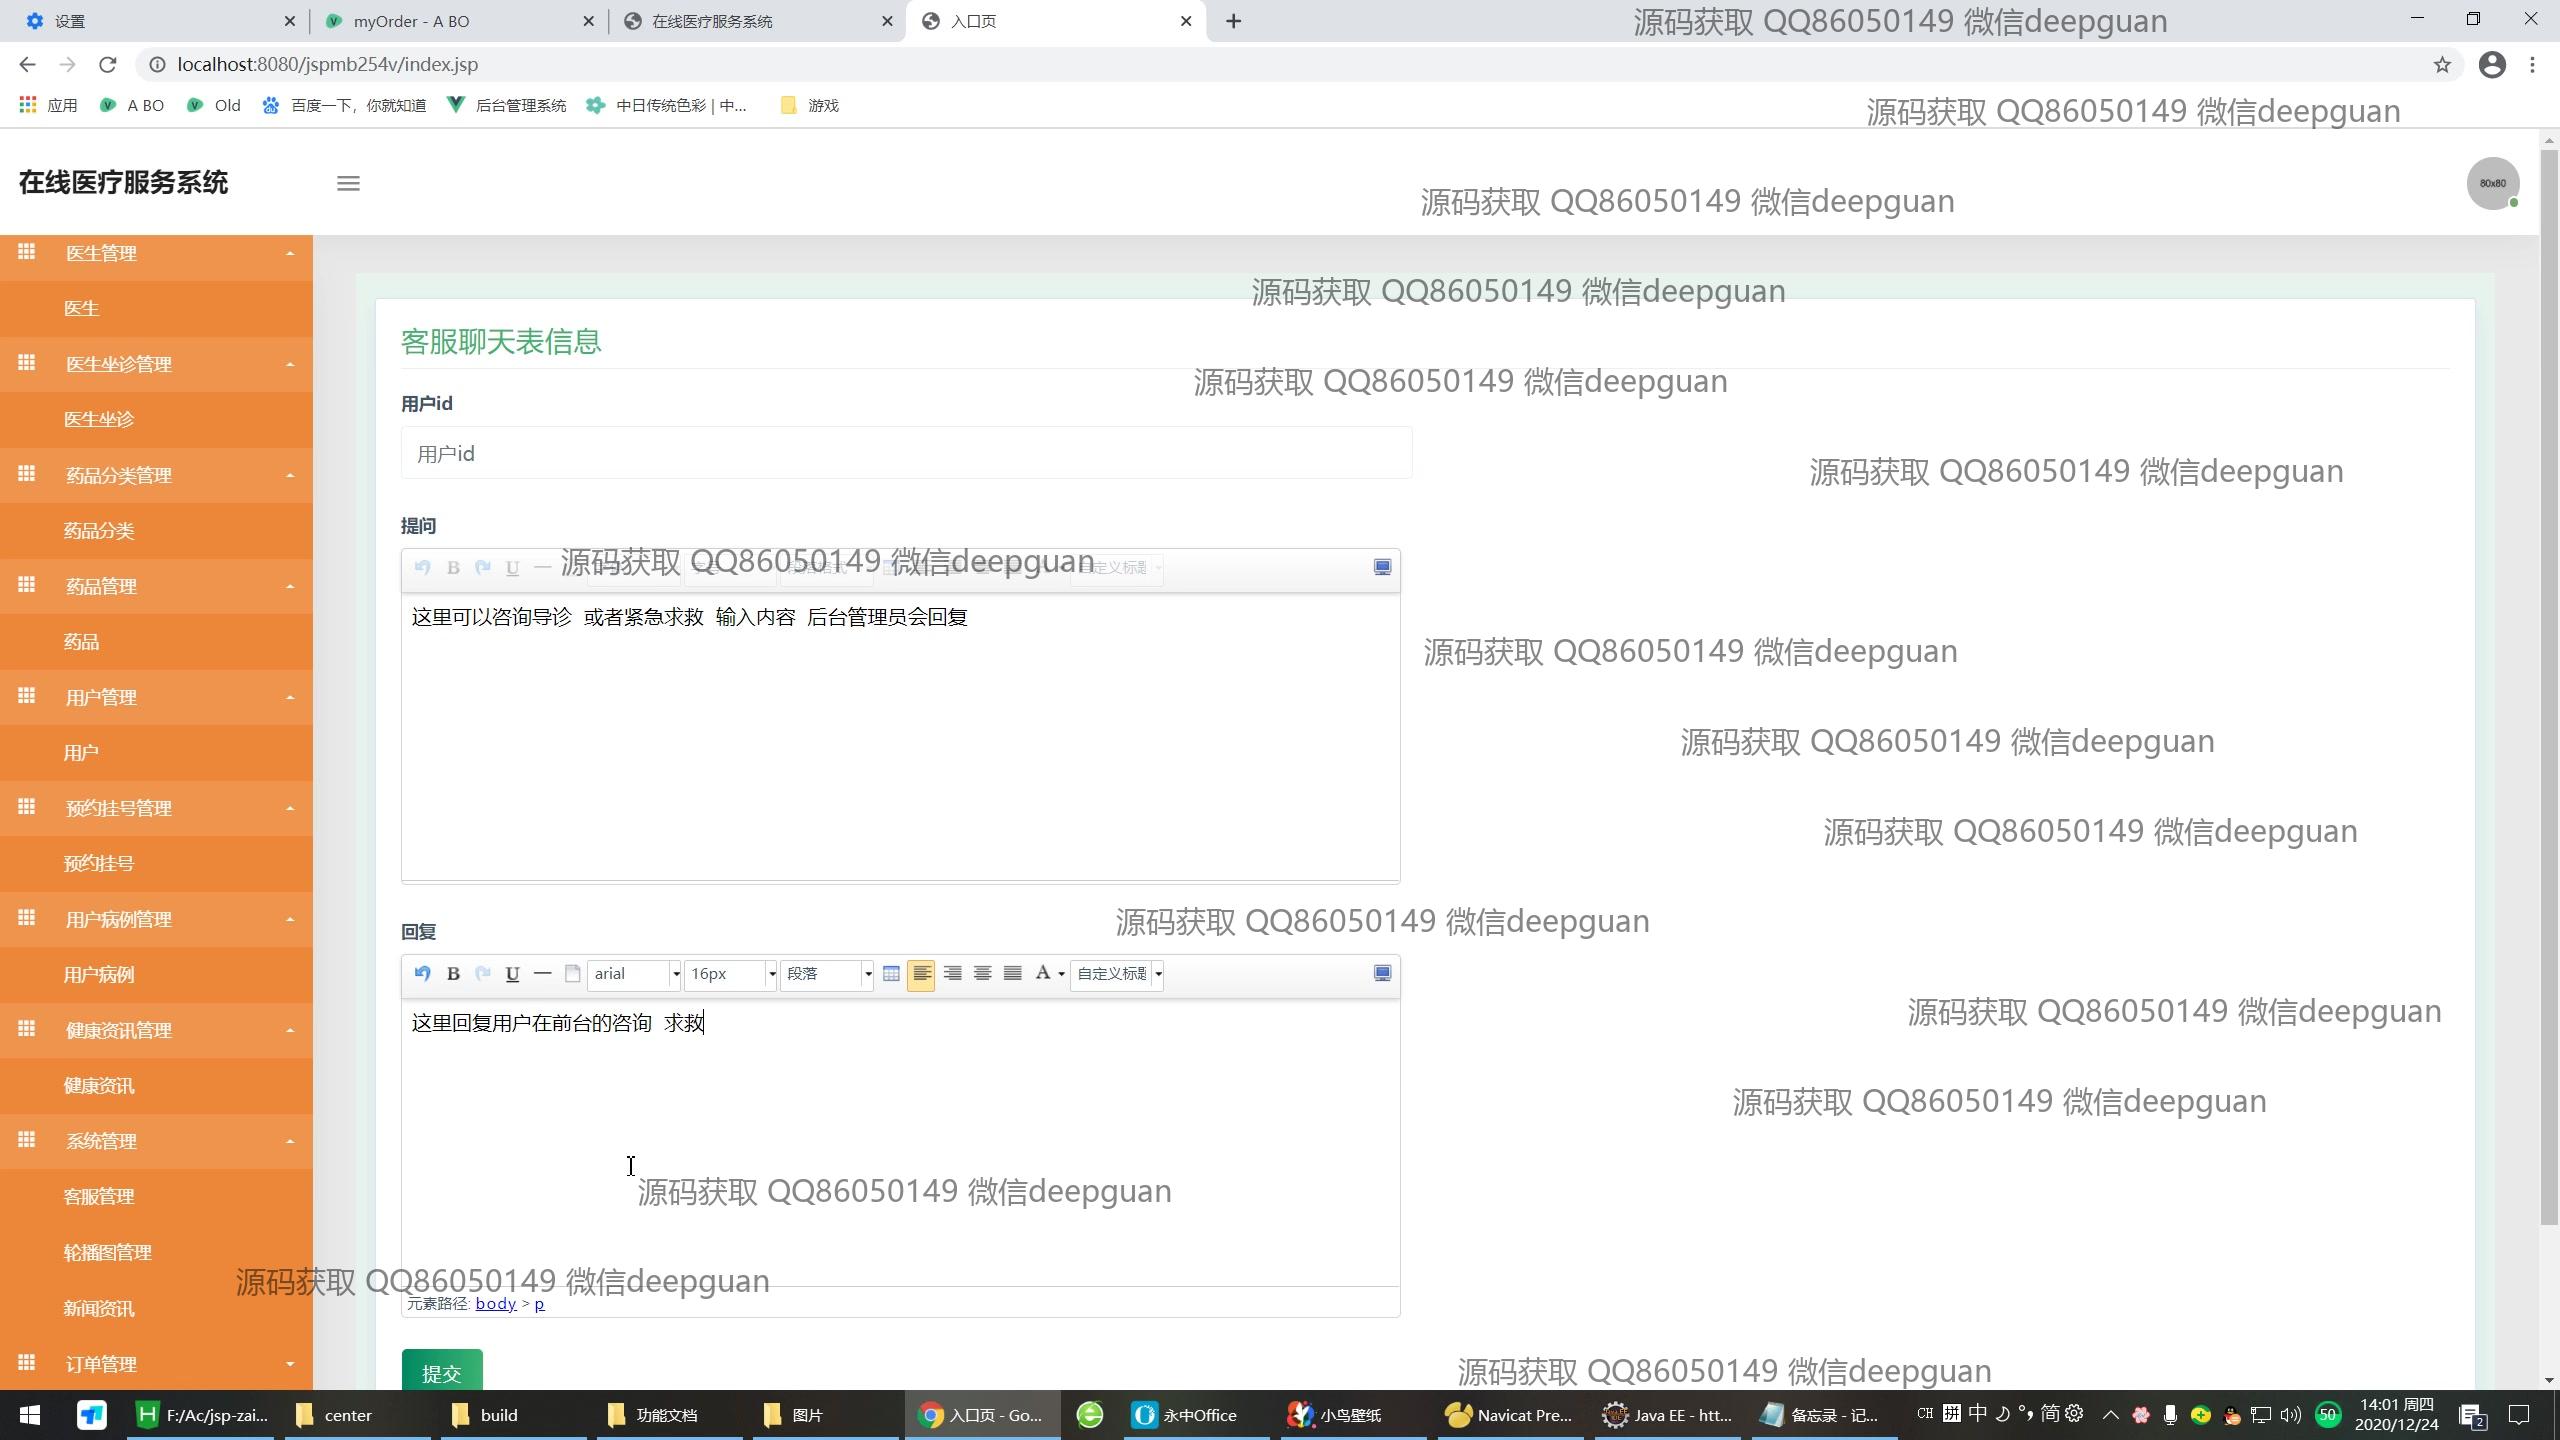 设置
myOrder - A BO
在线医疗服务系统
入口页
源码获取 QQ86050149 微信deepguan
localhost:8080/jspmb254v/index.jsp
应用
A BO
Old
百度一下，你就知道
后台管理系统
中日传统色彩 | 中...
游戏
源码获取 QQ86050149 微信deepguan
在线医疗服务系统
80x80
源码获取 QQ86050149 微信deepguan
医生管理
医生
医生坐诊管理
医生坐诊
药品分类管理
药品分类
药品管理
药品
用户管理
用户
预约挂号管理
预约挂号
用户病例管理
用户病例
健康资讯管理
健康资讯
系统管理
客服管理
轮播图管理
新闻资讯
订单管理
源码获取 QQ86050149 微信deepguan
客服聊天表信息
源码获取 QQ86050149 微信deepguan
用户id
用户id
源码获取 QQ86050149 微信deepguan
提问
源码获取 QQ86050149 微信deepguan
B U 自定义标题
这里可以咨询导诊 或者紧急求救 输入内容 后台管理员会回复
源码获取 QQ86050149 微信deepguan
源码获取 QQ86050149 微信deepguan
源码获取 QQ86050149 微信deepguan
源码获取 QQ86050149 微信deepguan
回复
B U arial 16px 段落 A 自定义标题
这里回复用户在前台的咨询 求救
源码获取 QQ86050149 微信deepguan
源码获取 QQ86050149 微信deepguan
源码获取 QQ86050149 微信deepguan
源码获取 QQ86050149 微信deepguan
元素路径: body > p
提交
源码获取 QQ86050149 微信deepguan
F:/Ac/jsp-zai...
center
build
功能文档
图片
入口页 - Go...
永中Office
小鸟壁纸
Navicat Pre...
Java EE - htt...
备忘录 - 记...
CH 拼 中 简
50
14:01 周四
2020/12/24
2